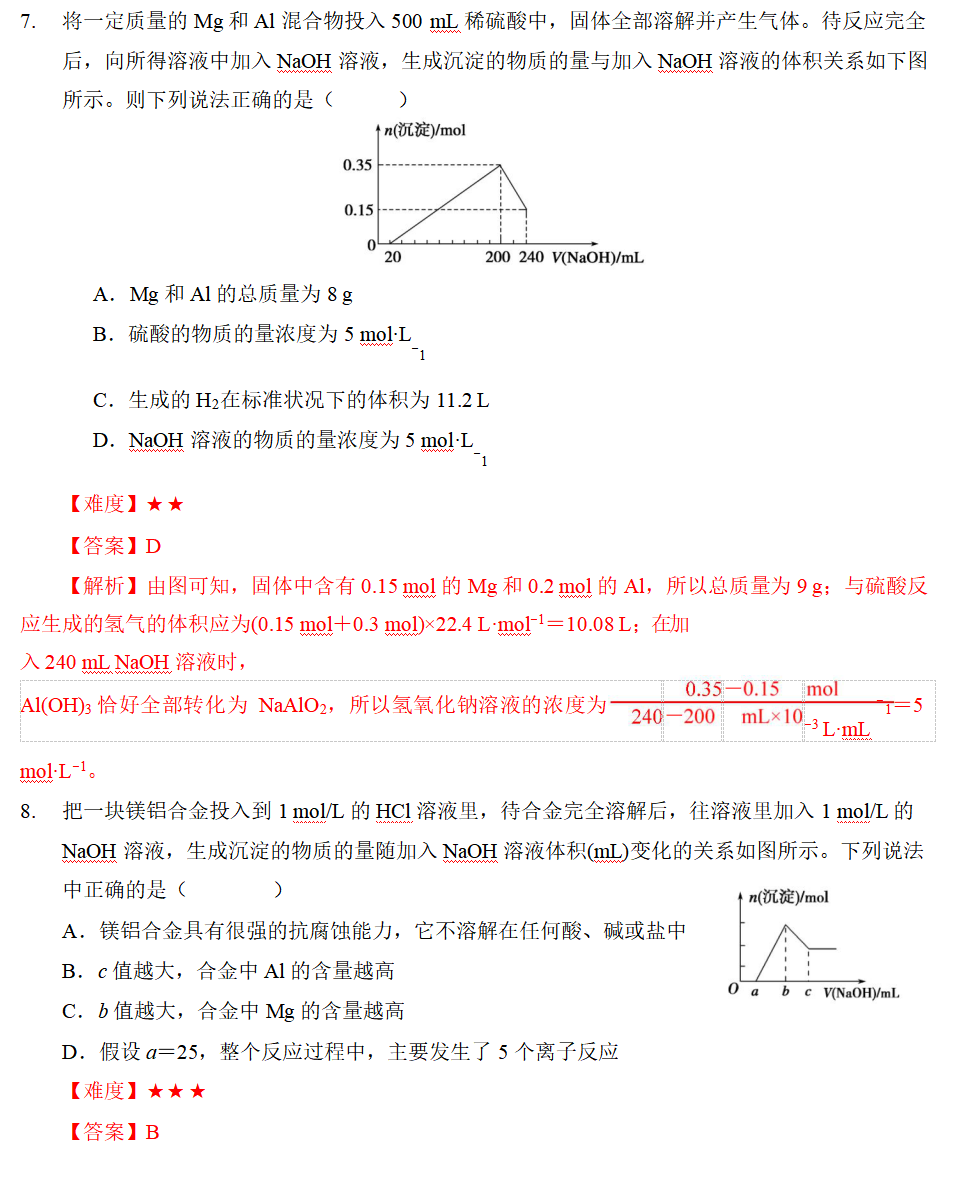 7. 将一定质量的 Mg 和 Al 混合物投入 500 mL 稀硫酸中，固体全部溶解并产生气体。待反应完全
后，向所得溶液中加入 NaOH 溶液，生成沉淀的物质的量与加入 NaOH 溶液的体积关系如下图
所示。则下列说法正确的是（ ）
n(沉淀)/mol
0.35
0.15
0
20 200 240 V(NaOH)/mL
A．Mg 和 Al 的总质量为 8 g
B．硫酸的物质的量浓度为 5 mol·L⁻¹
C．生成的 H₂在标准状况下的体积为 11.2 L
D．NaOH 溶液的物质的量浓度为 5 mol·L⁻¹
【难度】★★
【答案】D
【解析】由图可知，固体中含有 0.15 mol 的 Mg 和 0.2 mol 的 Al，所以总质量为 9 g；与硫酸反
应生成的氢气的体积应为(0.15 mol＋0.3 mol)×22.4 L·mol⁻¹＝10.08 L；在加
入 240 mL NaOH 溶液时，
0.35－0.15 mol
Al(OH)₃ 恰好全部转化为 NaAlO₂，所以氢氧化钠溶液的浓度为 ⁻¹＝5
240－200 mL×10⁻³ L·mL
mol·L⁻¹。
8. 把一块镁铝合金投入到 1 mol/L 的 HCl 溶液里，待合金完全溶解后，往溶液里加入 1 mol/L 的
NaOH 溶液，生成沉淀的物质的量随加入 NaOH 溶液体积(mL)变化的关系如图所示。下列说法
中正确的是（ ）
n(沉淀)/mol
O a b c V(NaOH)/mL
A．镁铝合金具有很强的抗腐蚀能力，它不溶解在任何酸、碱或盐中
B．c 值越大，合金中 Al 的含量越高
C．b 值越大，合金中 Mg 的含量越高
D．假设 a＝25，整个反应过程中，主要发生了 5 个离子反应
【难度】★★★
【答案】B